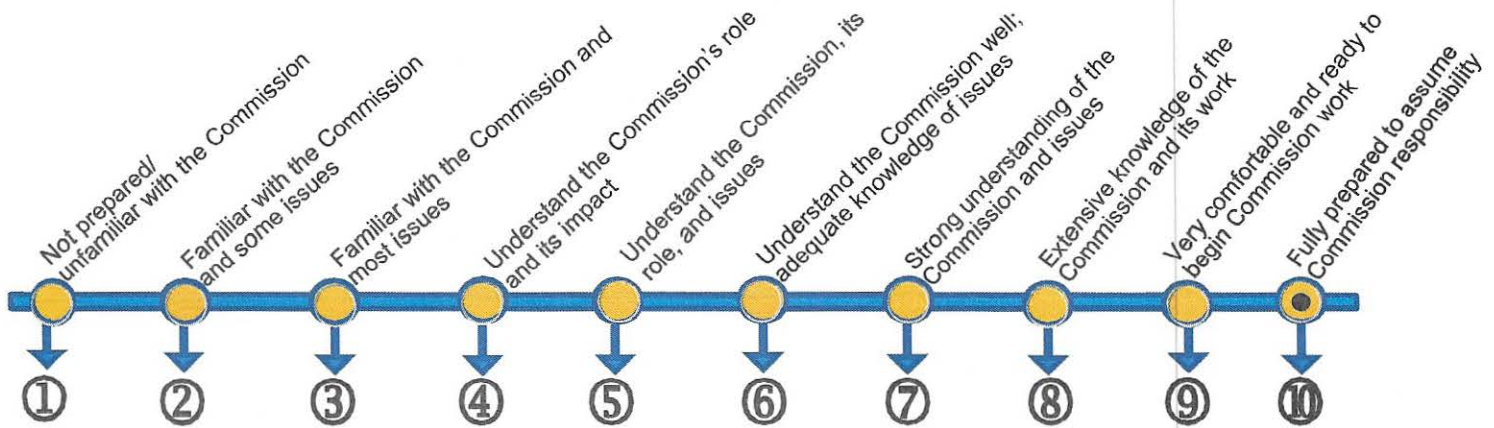 Not prepared/
unfamiliar with the Commission
Familiar with the Commission
and some issues
Familiar with the Commission and
most issues
Understand the Commission's role
and its impact
Understand the Commission, its
role, and issues
Understand the Commission well;
adequate knowledge of issues
Strong understanding of the
Commission and issues
Extensive knowledge of the
Commission and its work
Very comfortable and ready to
begin Commission work
Fully prepared to assume
Commission responsibility
① ② ③ ④ ⑤ ⑥ ⑦ ⑧ ⑨ ⑩